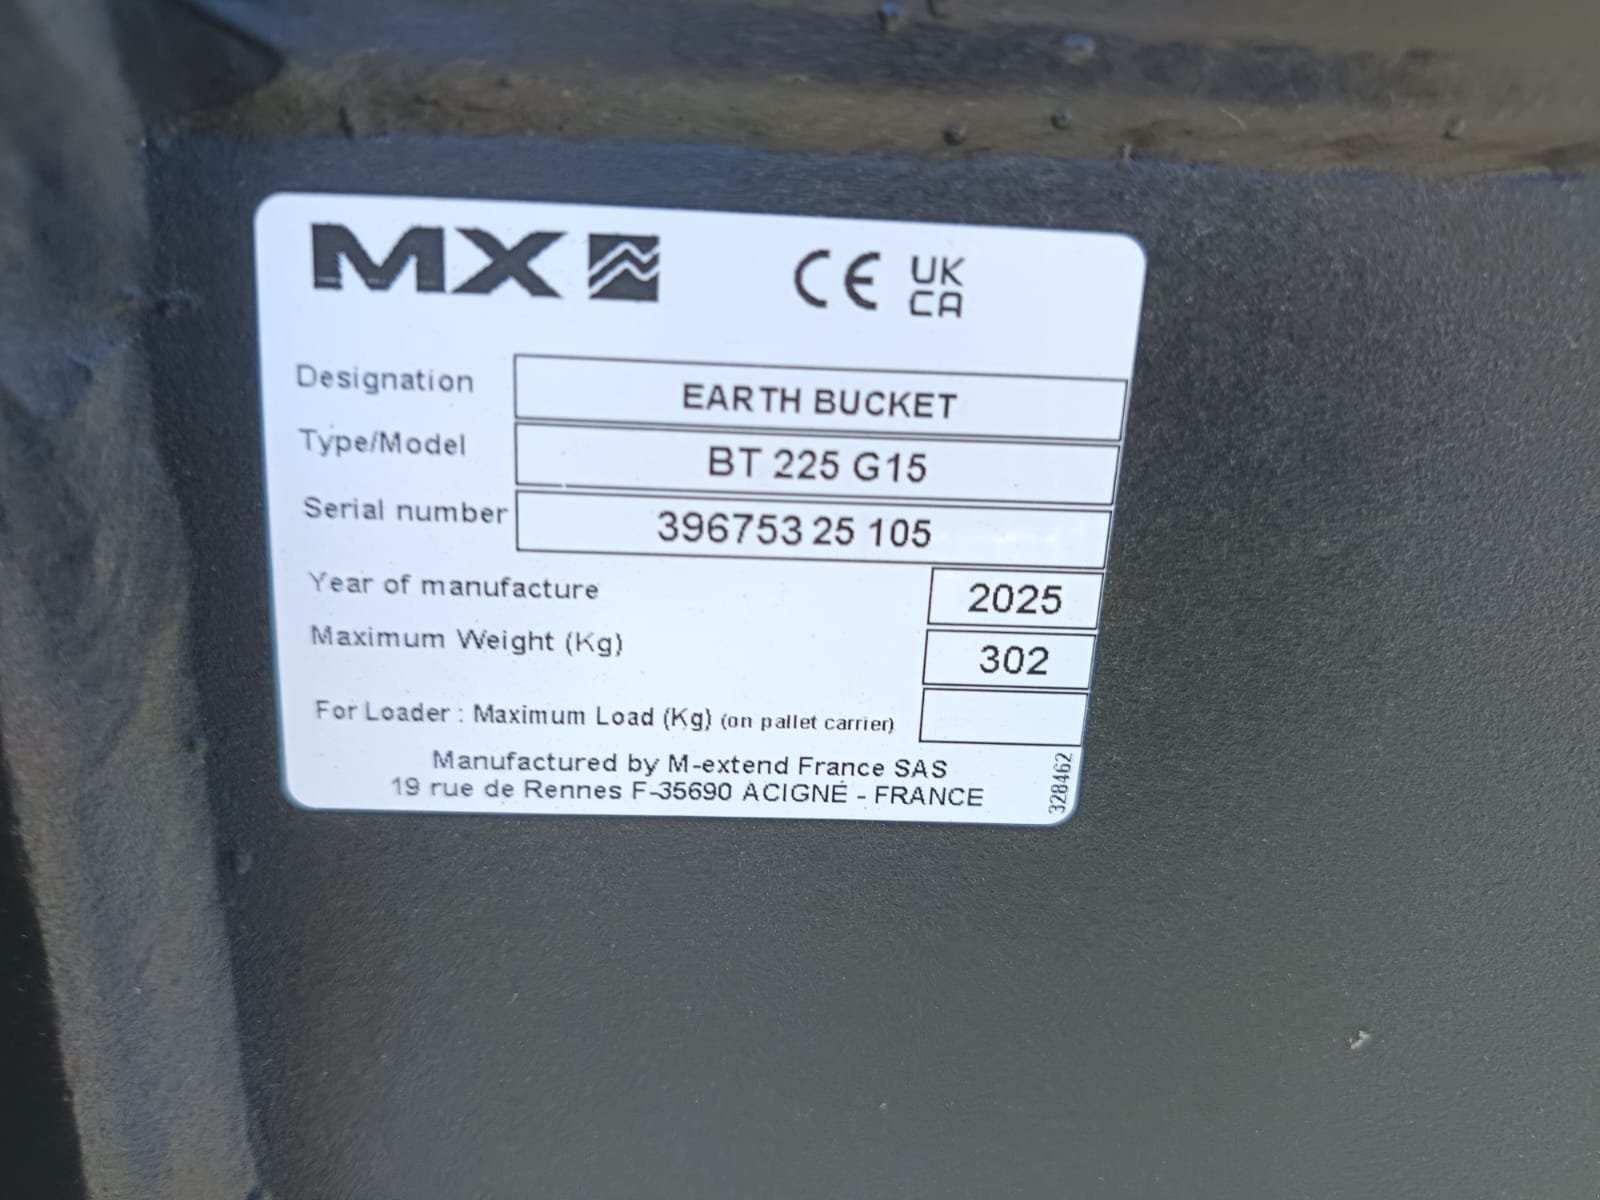 MX CE UK CA
Designation EARTH BUCKET
Type/Model BT 225 G15
Serial number 396753 25 105
Year of manufacture 2025
Maximum Weight (Kg) 302
For Loader : Maximum Load (Kg) (on pallet carrier)
Manufactured by M-extend France SAS
19 rue de Rennes F-35690 ACIGNÉ - FRANCE
328462